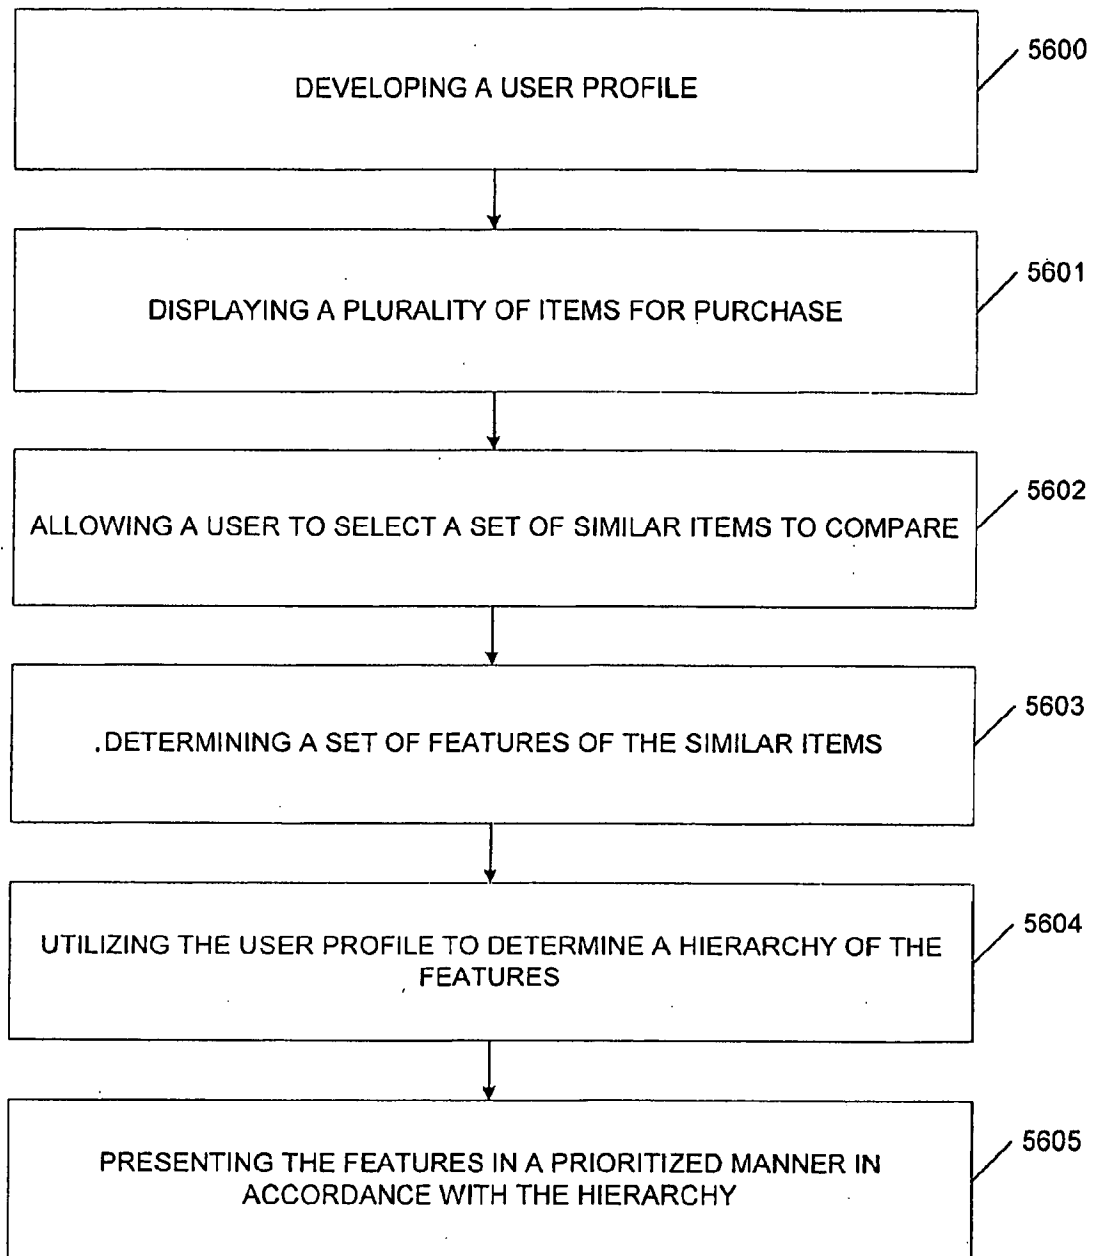 DEVELOPING A USER PROFILE
5600
DISPLAYING A PLURALITY OF ITEMS FOR PURCHASE
5601
ALLOWING A USER TO SELECT A SET OF SIMILAR ITEMS TO COMPARE
5602
DETERMINING A SET OF FEATURES OF THE SIMILAR ITEMS
5603
UTILIZING THE USER PROFILE TO DETERMINE A HIERARCHY OF THE
FEATURES
5604
PRESENTING THE FEATURES IN A PRIORITIZED MANNER IN
ACCORDANCE WITH THE HIERARCHY
5605